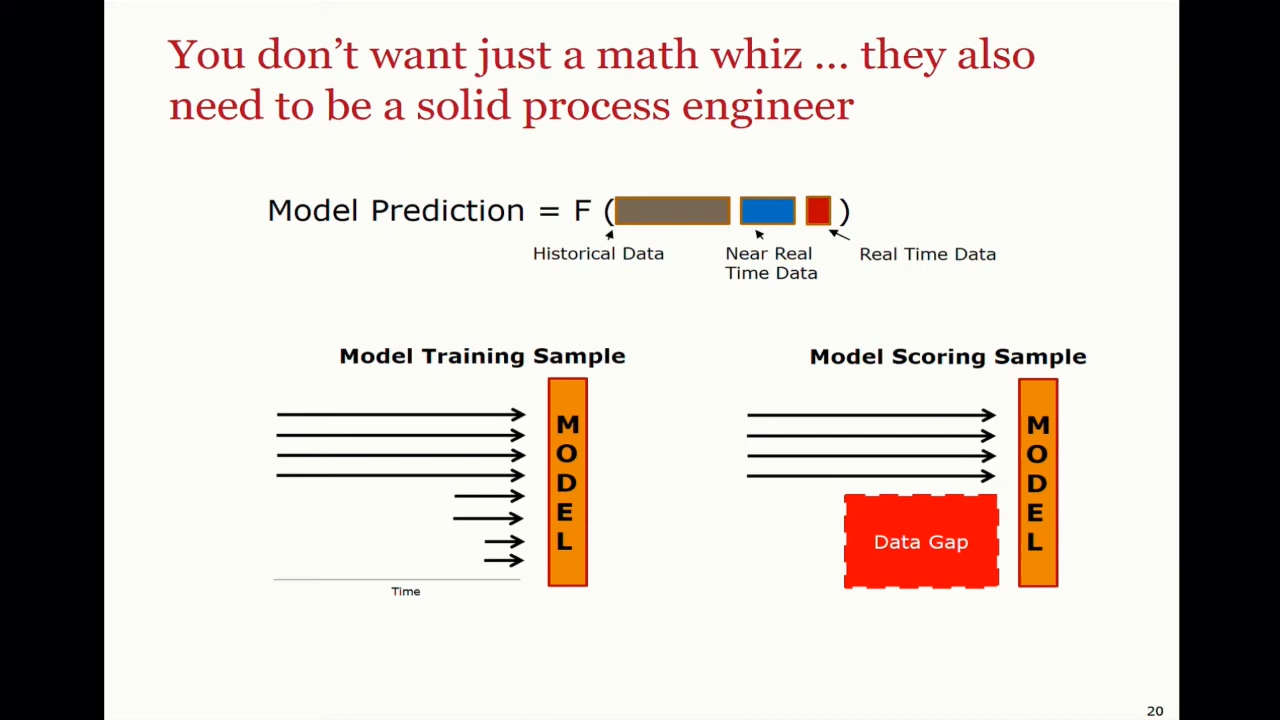 You don’t want just a math whiz ... they also
need to be a solid process engineer
Model Prediction = F ( )
Historical Data
Near Real
Time Data
Real Time Data
Model Training Sample
M
O
D
E
L
Time
Model Scoring Sample
M
O
D
E
L
Data Gap
20